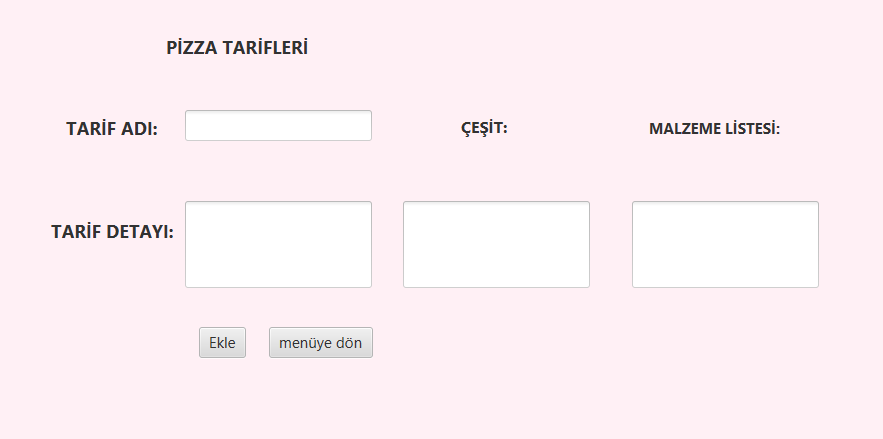 PİZZA TARİFLERİ
TARİF ADI:
ÇEŞİT:
MALZEME LİSTESİ:
TARİF DETAYI:
Ekle
menüye dön